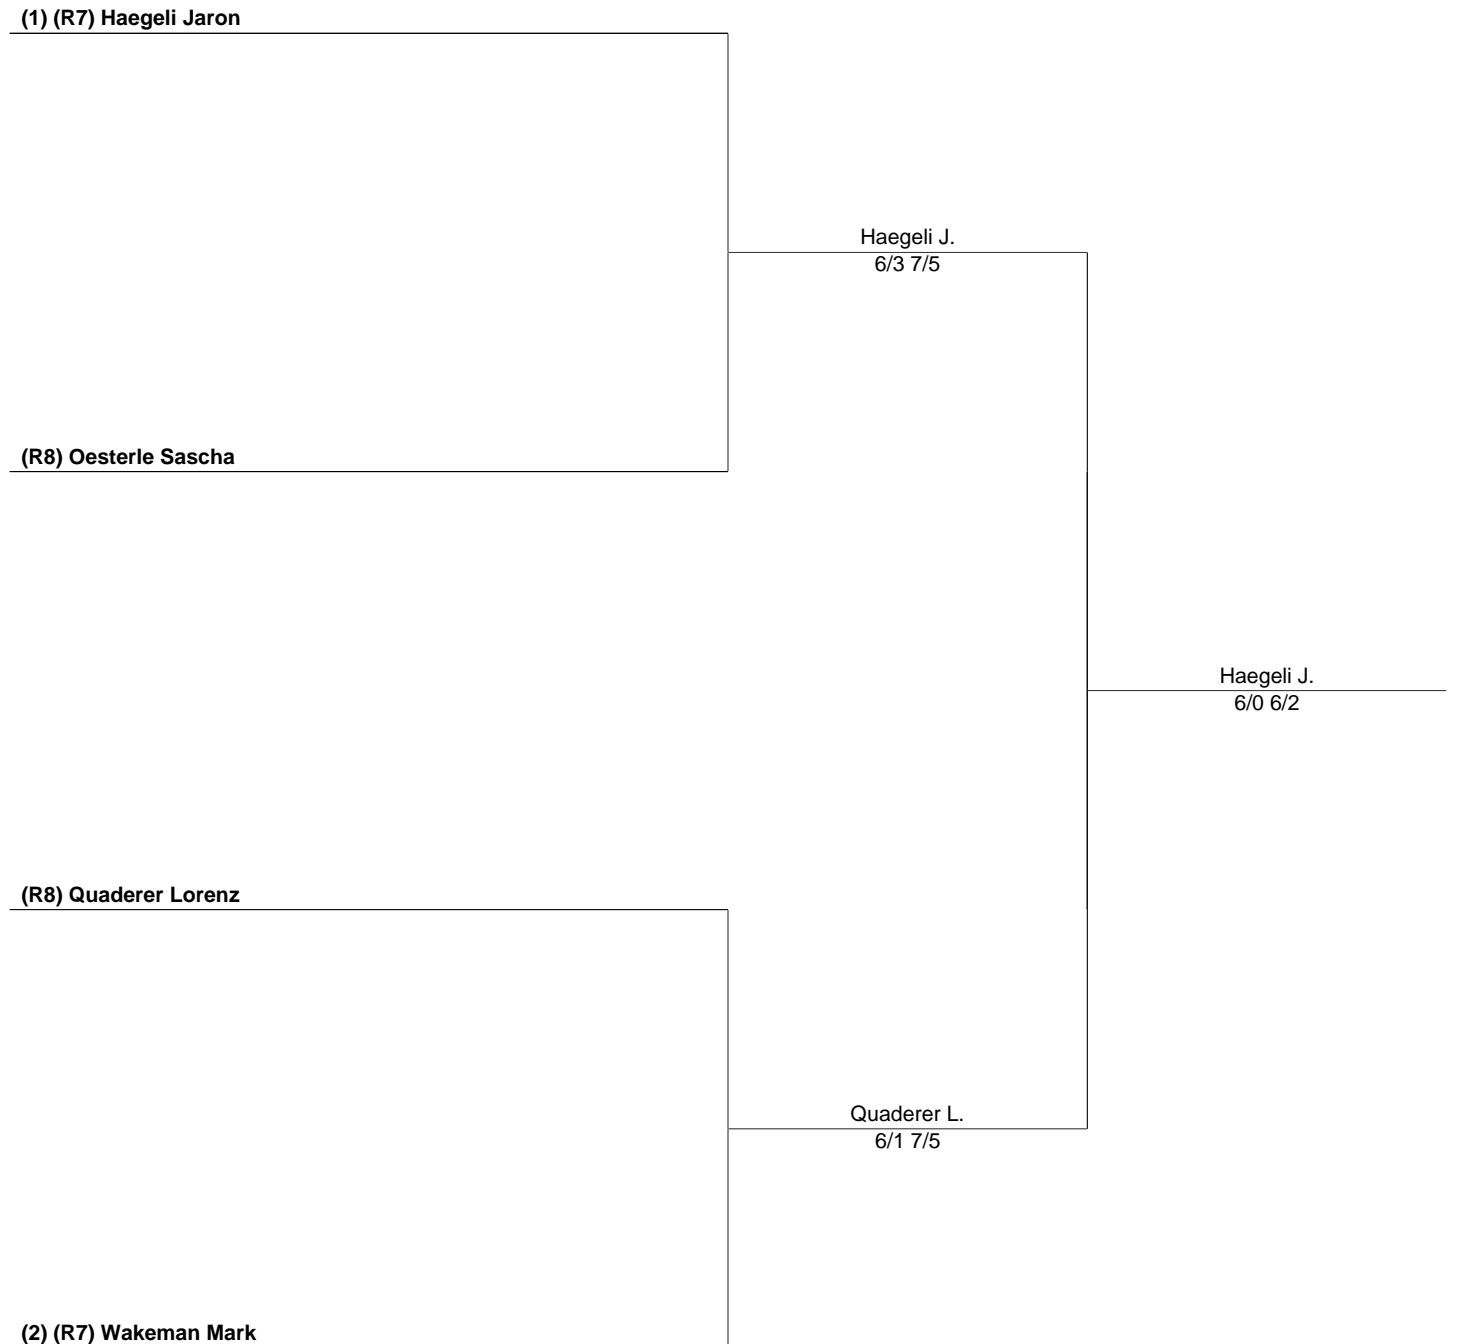 (1) (R7) Haegeli Jaron
Haegeli J.
6/3 7/5
(R8) Oesterle Sascha
Haegeli J.
6/0 6/2
(R8) Quaderer Lorenz
Quaderer L.
6/1 7/5
(2) (R7) Wakeman Mark